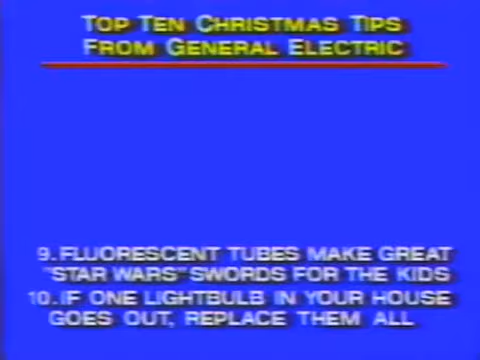 TOP TEN CHRISTMAS TIPS
FROM GENERAL ELECTRIC
9. FLUORESCENT TUBES MAKE GREAT
"STAR WARS" SWORDS FOR THE KIDS
10. IF ONE LIGHTBULB IN YOUR HOUSE
GOES OUT, REPLACE THEM ALL